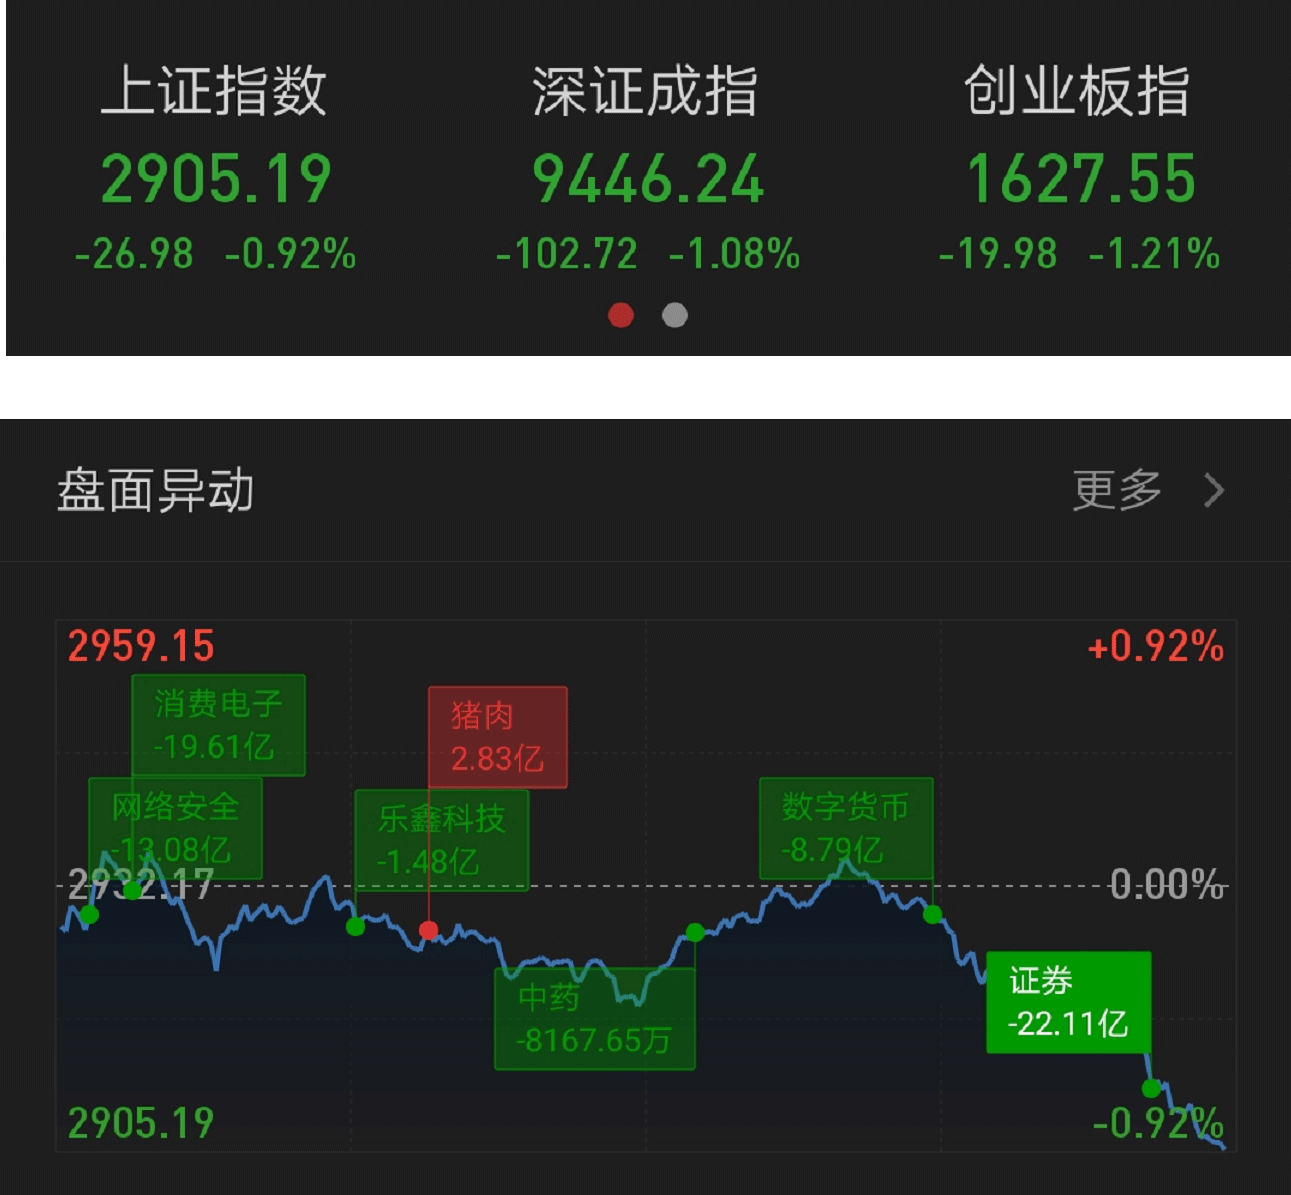 上证指数 深证成指 创业板指
2905.19 9446.24 1627.55
-26.98 -0.92% -102.72 -1.08% -19.98 -1.21%
盘面异动 更多
2959.15 +0.92%
消费电子
-19.61亿
猪肉
2.83亿
网络安全
-13.08亿
乐鑫科技
-1.48亿
数字货币
-8.79亿
2932.17 0.00%
中药
-8167.65万
证券
-22.11亿
2905.19 -0.92%